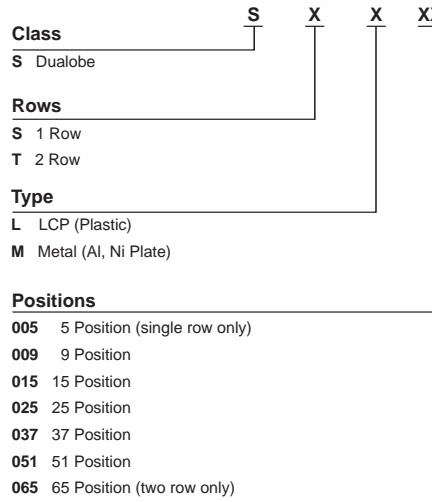 S X X XX
Class
S Dualobe
Rows
S 1 Row
T 2 Row
Type
L LCP (Plastic)
M Metal (Al, Ni Plate)
Positions
005 5 Position (single row only)
009 9 Position
015 15 Position
025 25 Position
037 37 Position
051 51 Position
065 65 Position (two row only)